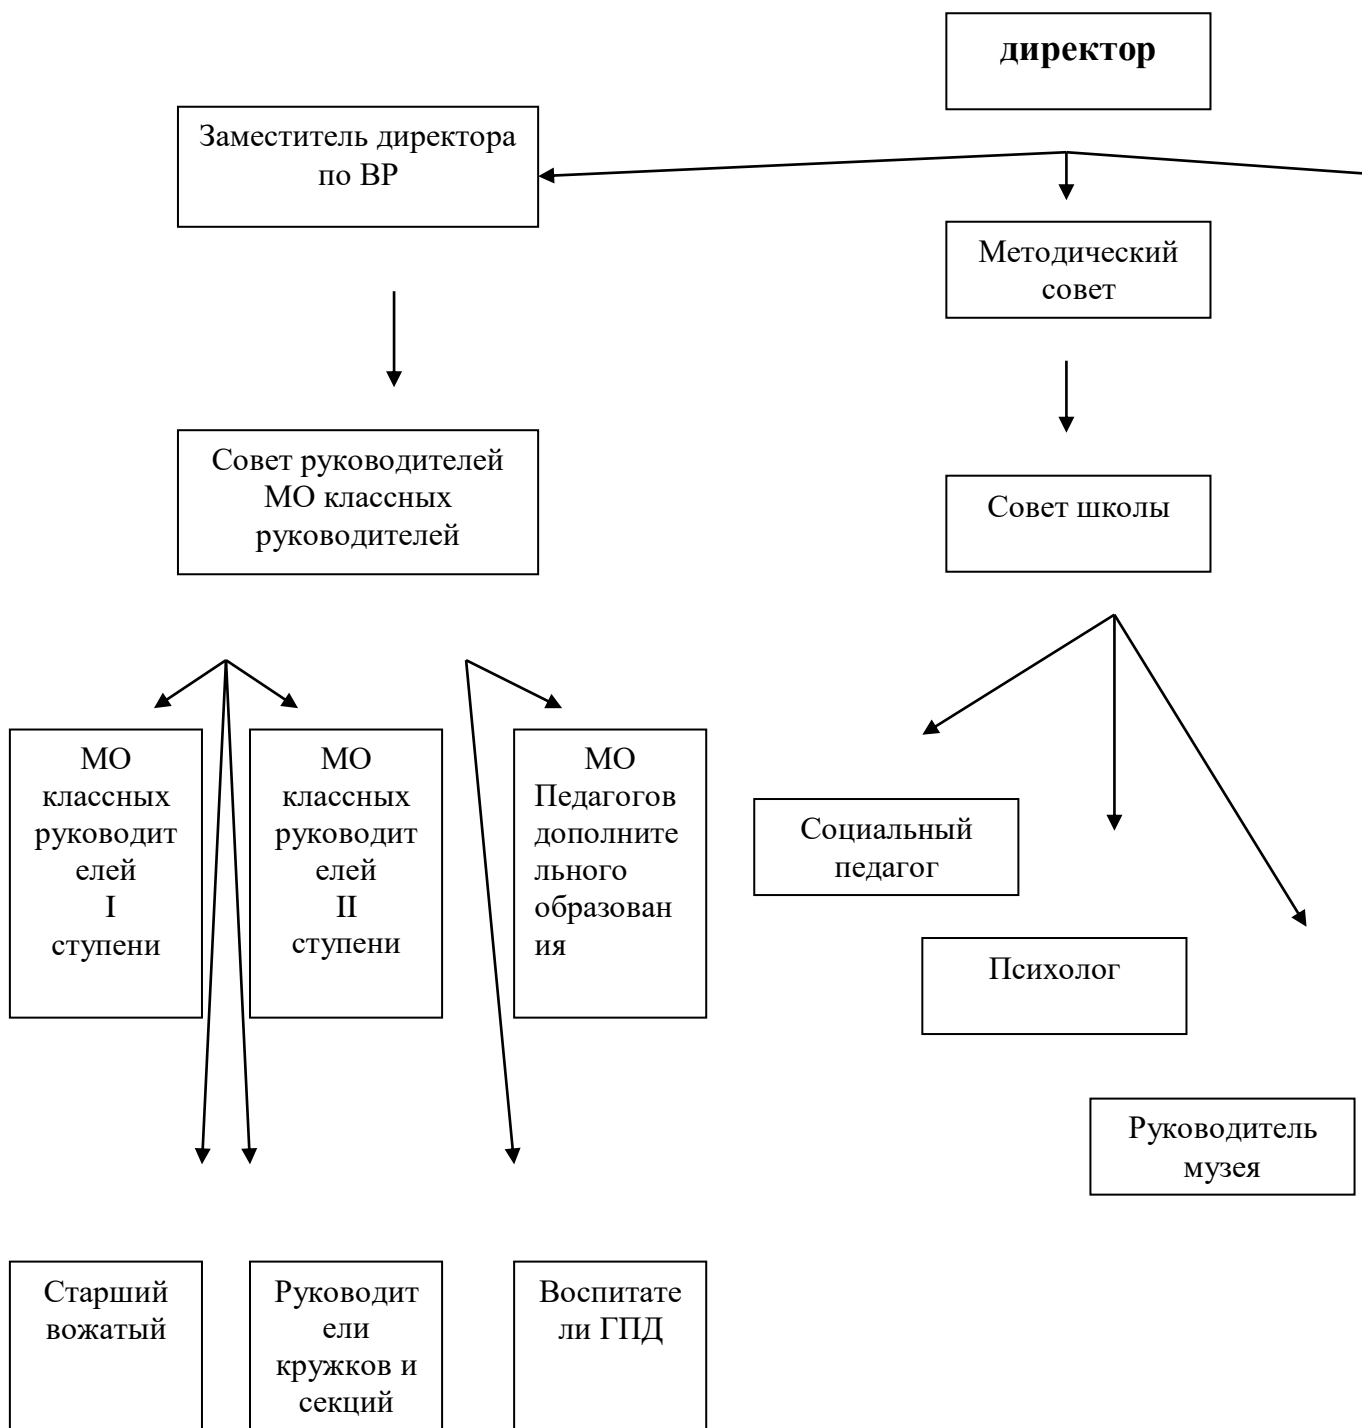 директор
Заместитель директора
по ВР
Методический
совет
Совет руководителей
МО классных
руководителей
Совет школы
МО
классных
руководит
елей
I
ступени
МО
классных
руководит
елей
II
ступени
МО
Педагогов
дополните
льного
образован
ия
Социальный
педагог
Психолог
Руководитель
музея
Старший
вожатый
Руководит
ели
кружков и
секций
Воспитате
ли ГПД